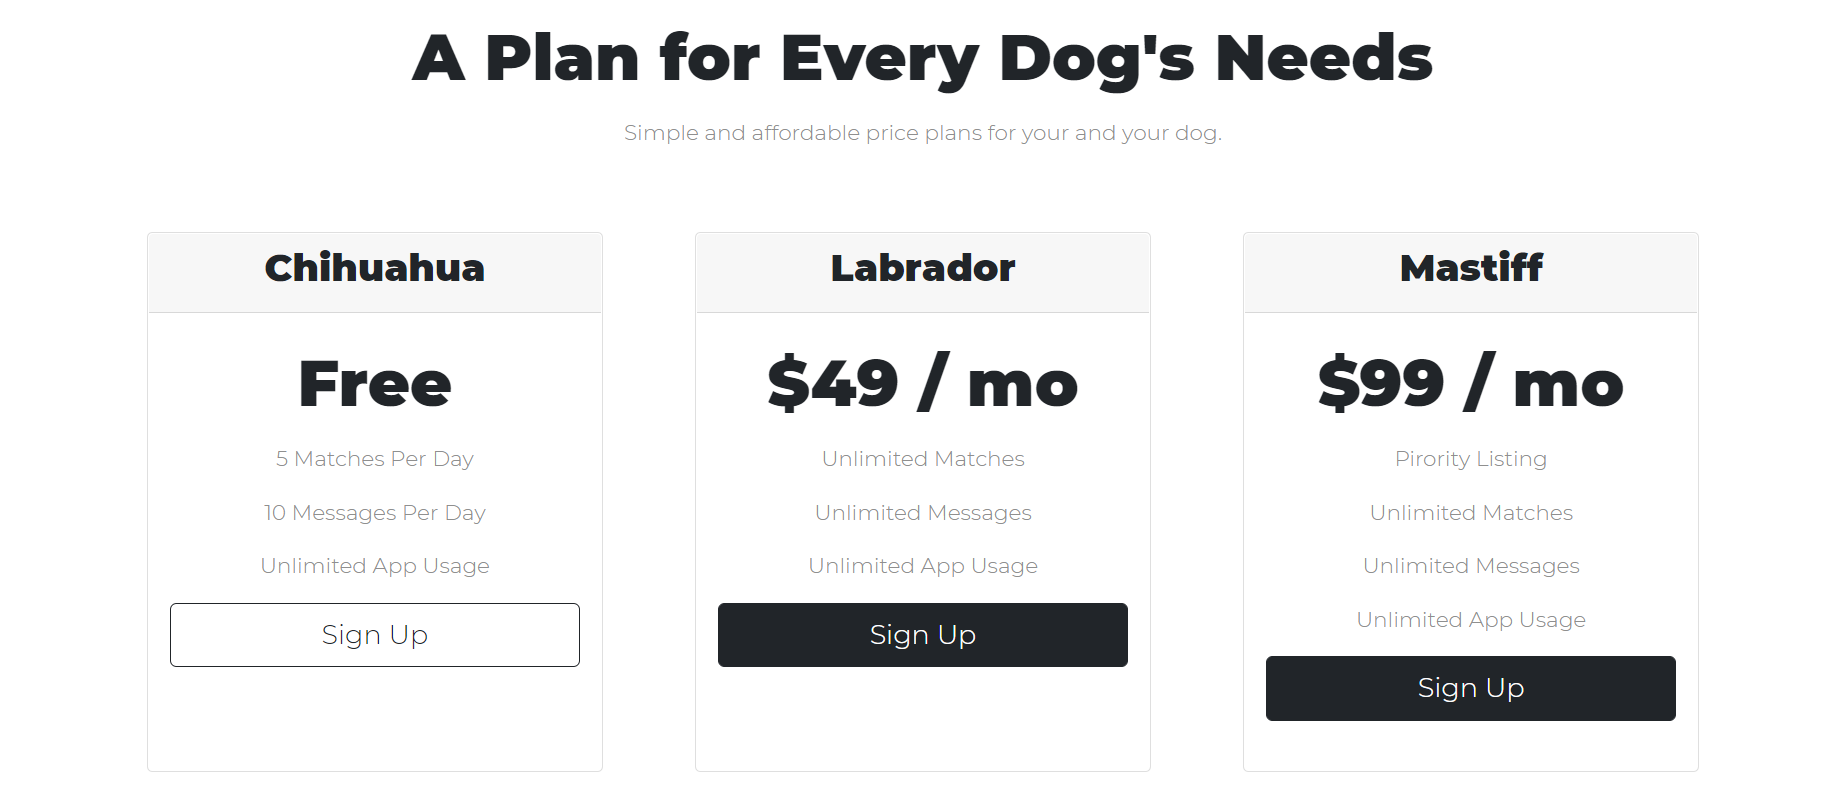 A Plan for Every Dog's Needs
Simple and affordable price plans for your and your dog.
Chihuahua
Free
5 Matches Per Day
10 Messages Per Day
Unlimited App Usage
Sign Up
Labrador
$49 / mo
Unlimited Matches
Unlimited Messages
Unlimited App Usage
Sign Up
Mastiff
$99 / mo
Pirority Listing
Unlimited Matches
Unlimited Messages
Unlimited App Usage
Sign Up